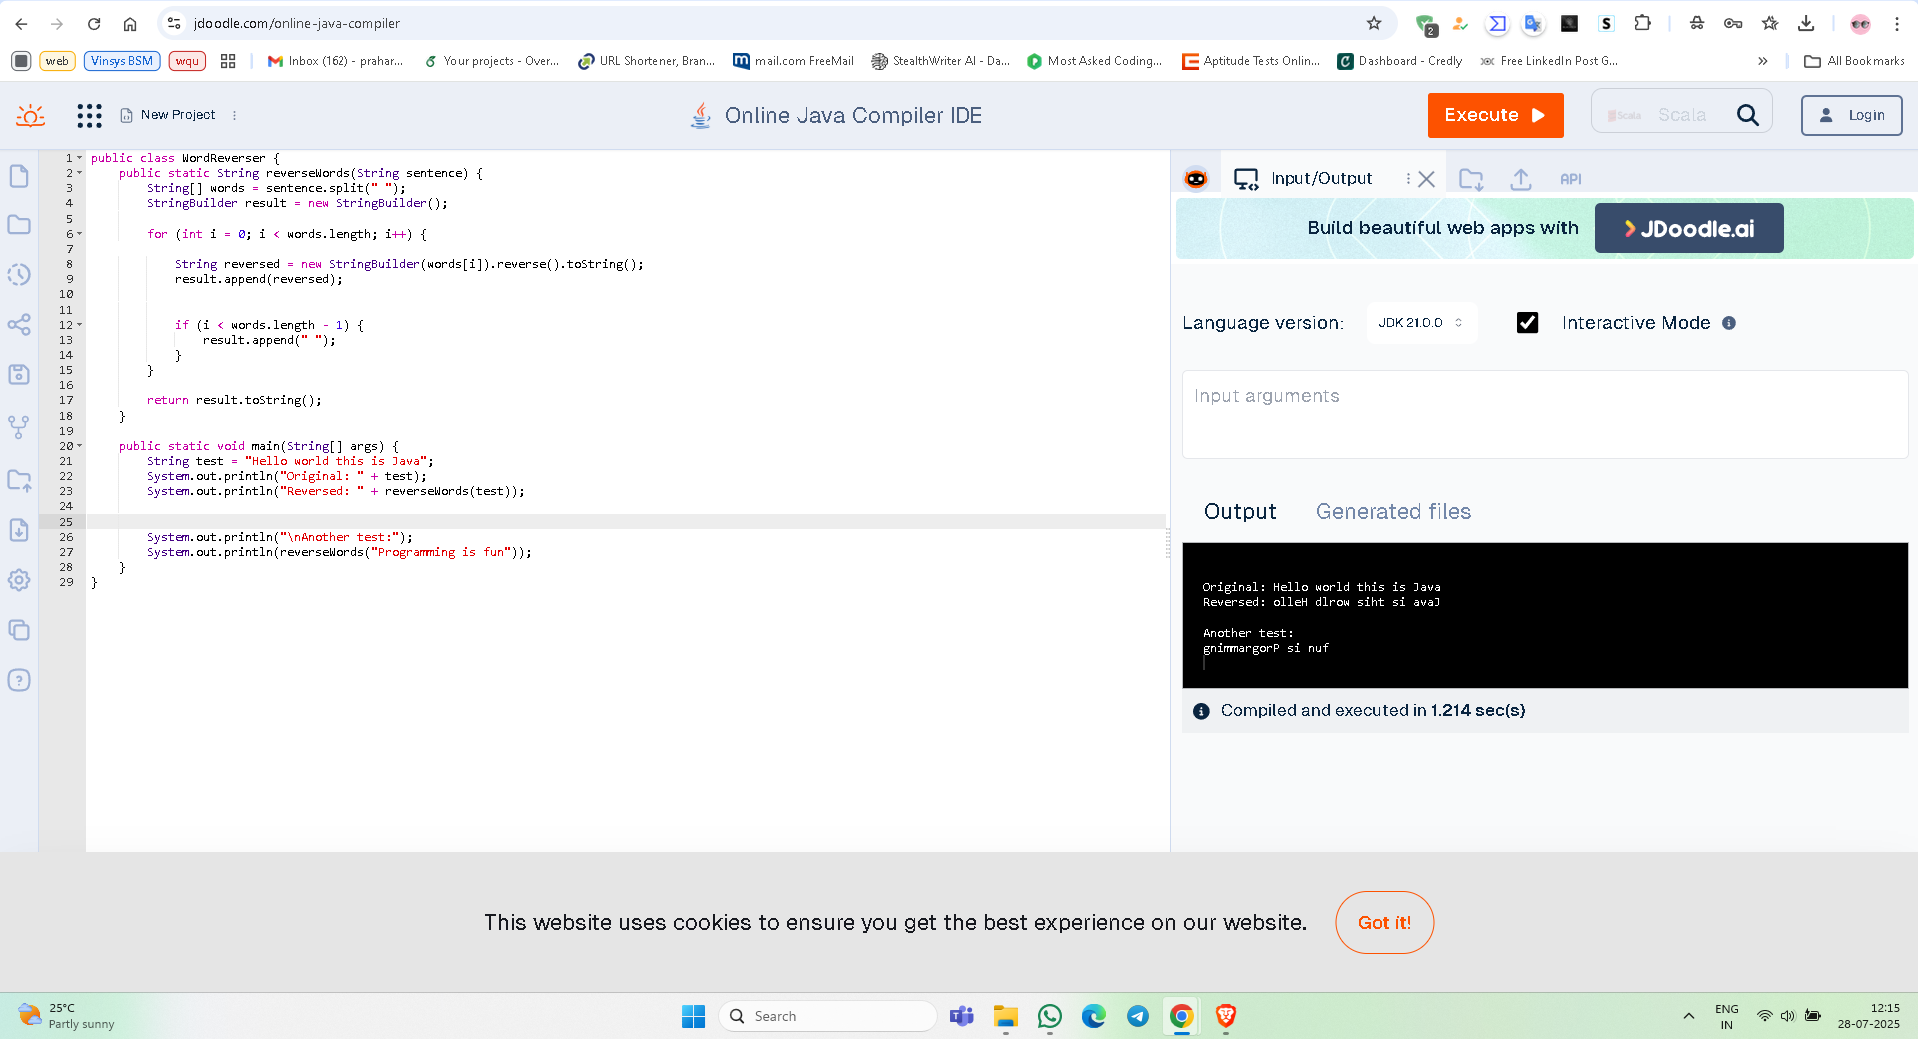 jdoodle.com/online-java-compiler
2
S
web
Vinsys BSM
wqu
Inbox (162) - prahar...
Your projects - Over...
URL Shortener, Bran...
mail.com FreeMail
StealthWriter AI - Da...
Most Asked Coding...
Aptitude Tests Onlin...
Dashboard - Credly
Free LinkedIn Post G...
»
All Bookmarks
New Project
Online Java Compiler IDE
Execute
Scala
Scala
Login
1 public class WordReverser {
2 public static String reverseWords(String sentence) {
3 String[] words = sentence.split(" ");
4 StringBuilder result = new StringBuilder();
5
6 for (int i = 0; i < words.length; i++) {
7
8 String reversed = new StringBuilder(words[i]).reverse().toString();
9 result.append(reversed);
10
11
12 if (i < words.length - 1) {
13 result.append(" ");
14 }
15 }
16
17 return result.toString();
18 }
19
20 public static void main(String[] args) {
21 String test = "Hello world this is Java";
22 System.out.println("Original: " + test);
23 System.out.println("Reversed: " + reverseWords(test));
24
25
26 System.out.println("\nAnother test:");
27 System.out.println(reverseWords("Programming is fun"));
28 }
29 }
Input/Output
API
Build beautiful web apps with
JDoodle.ai
Language version:
JDK 21.0.0
Interactive Mode
Input arguments
Output
Generated files
Original: Hello world this is Java
Reversed: olleH dlrow siht si avaJ
Another test:
gnimmargorP si nuf
Compiled and executed in 1.214 sec(s)
This website uses cookies to ensure you get the best experience on our website.
Got it!
25°C
Partly sunny
Search
ENG
IN
12:15
28-07-2025